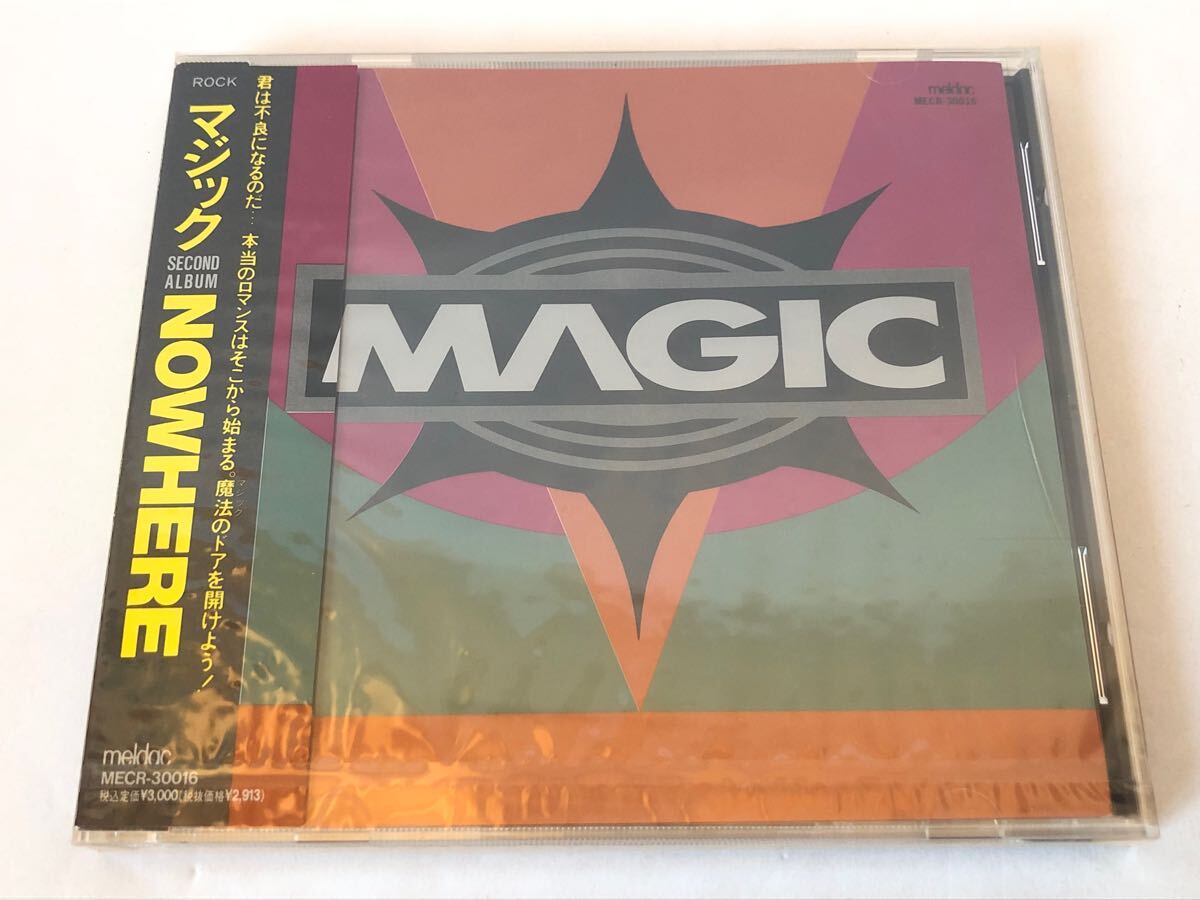 ROCK
マジック
SECOND
ALBUM
NOWHERE
君は不良になるのだ… 本当のロマンスはそこから始まる。魔法のドアを開けよう!
マジック
meldac
MECR-30016
税込定価¥3,000(税抜価格¥2,913)
MAGIC
meldac
MECR-30016